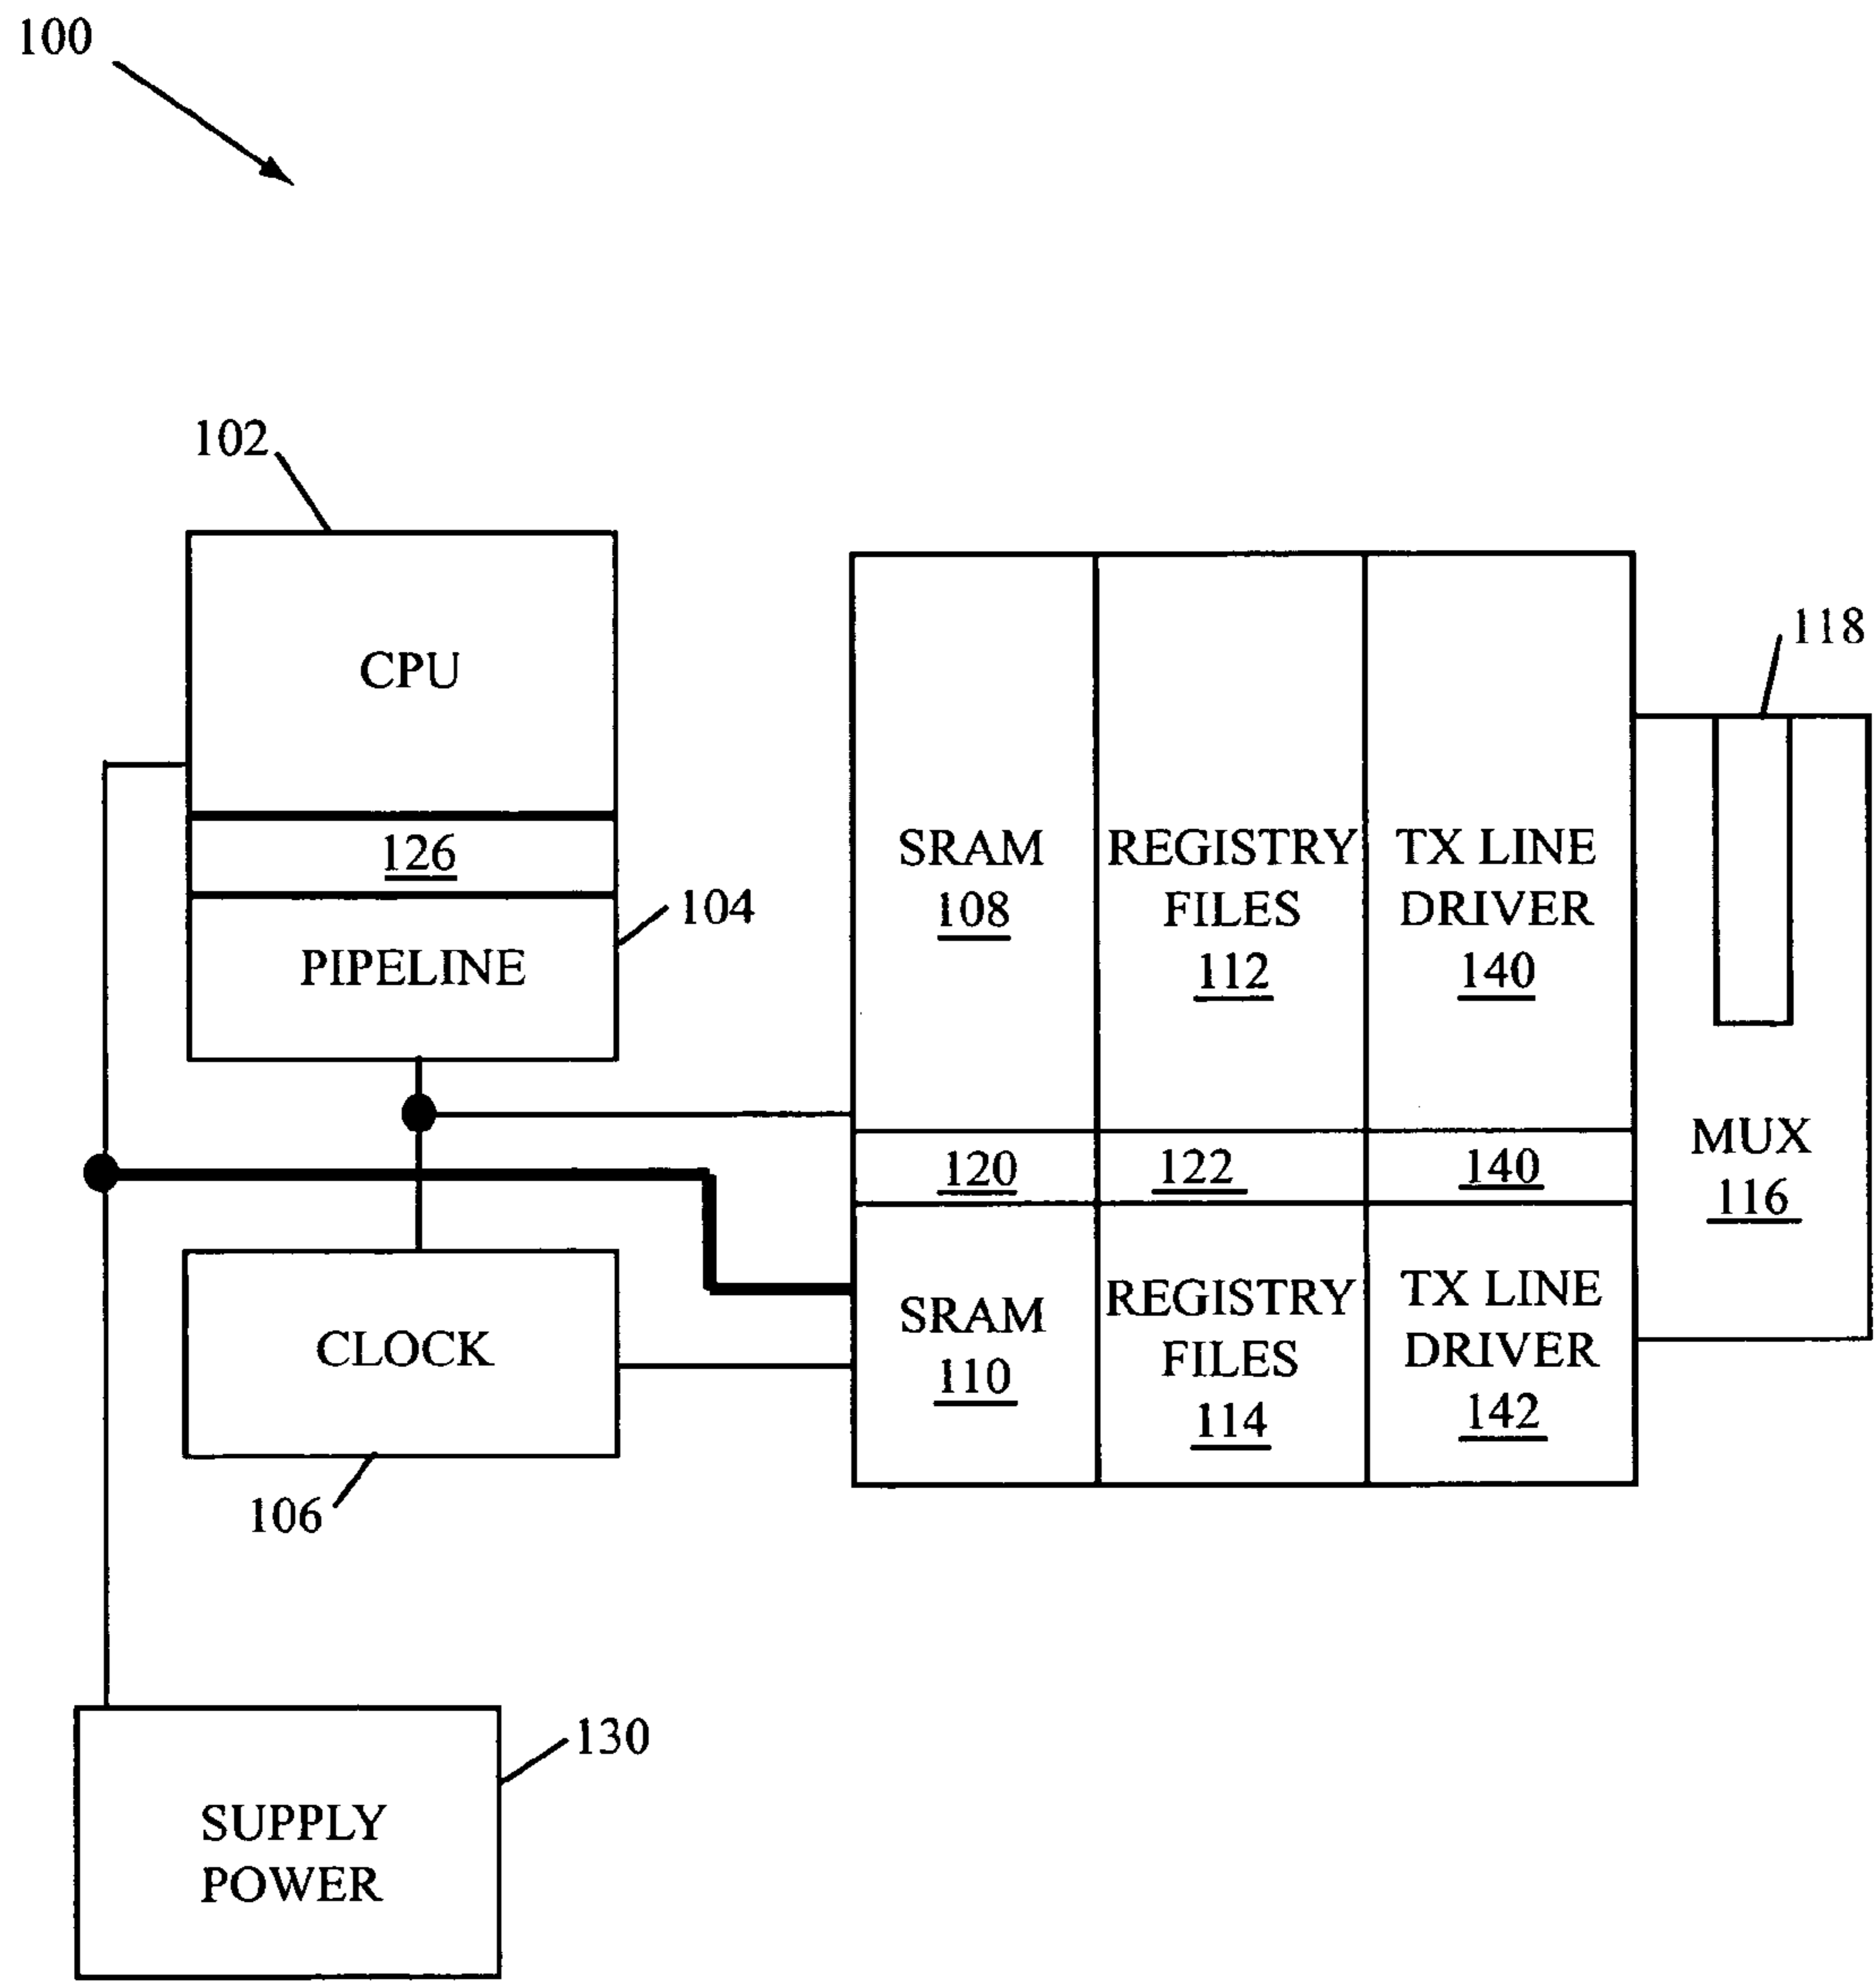 100
102
CPU
126
PIPELINE
104
CLOCK
106
SUPPLY
POWER
130
SRAM
108
REGISTRY
FILES
112
TX LINE
DRIVER
140
120
122
140
SRAM
110
REGISTRY
FILES
114
TX LINE
DRIVER
142
118
MUX
116